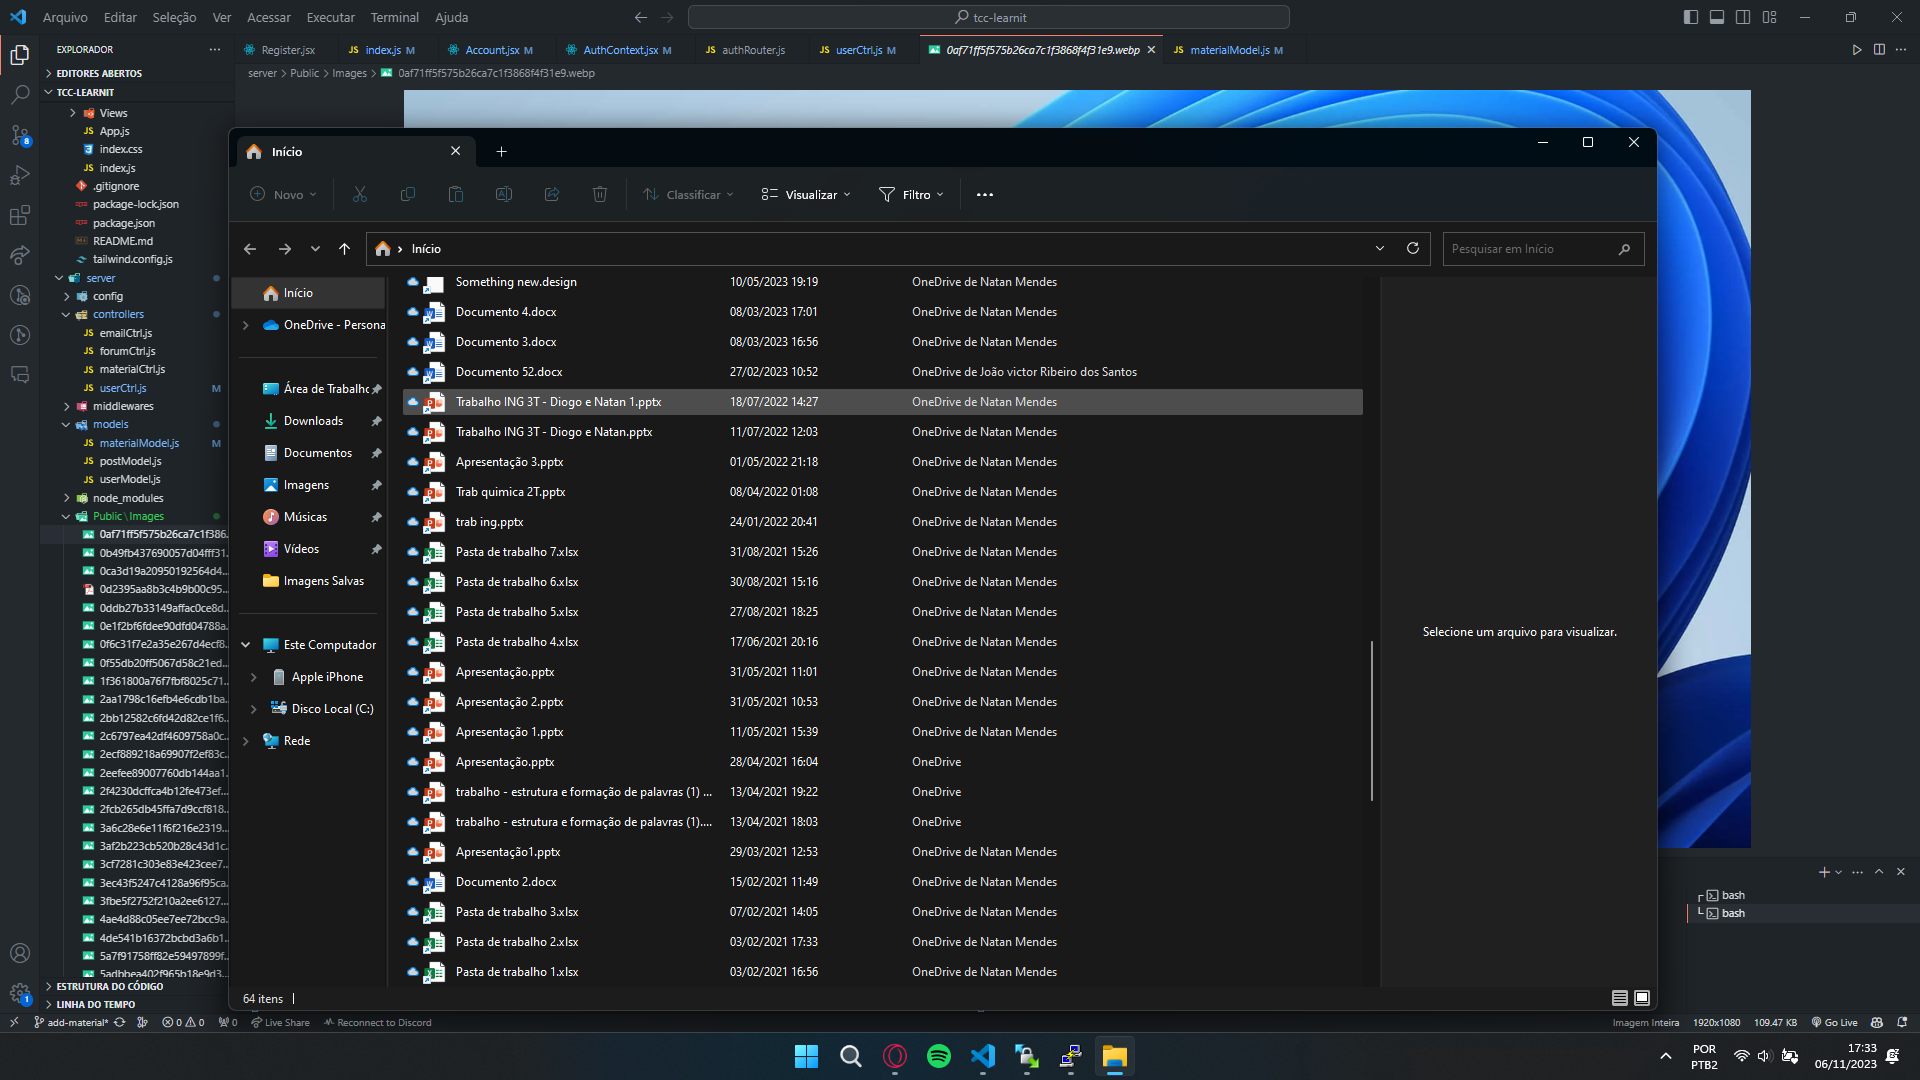 Arquivo Editar Seleção Ver Acessar Executar Terminal Ajuda
tcc-learnit
EXPLORADOR
Register.jsx
index.js M
Account.jsx M
AuthContext.jsx M
authRouter.js
userCtrl.js M
0af71ff5f575b26ca7c1f3868f4f31e9.webp
materialModel.js M
server > Public > Images > 0af71ff5f575b26ca7c1f3868f4f31e9.webp
EDITORES ABERTOS
TCC-LEARNIT
Views
App.js
index.css
index.js
.gitignore
package-lock.json
package.json
README.md
tailwind.config.js
server
config
controllers
emailCtrl.js
forumCtrl.js
materialCtrl.js
userCtrl.js M
middlewares
models
materialModel.js M
postModel.js
userModel.js
node_modules
Public\Images
0af71ff5f575b26ca7c1f386...
0b49fb437690057d04fff31...
0ca3d19a20950192564d4...
0d2395aa8b3c4b9b00c95...
0ddb27b33149affac0ce8d...
0e1f2bf6fdee90dfd04788a...
0f6c31f7e2a35e267d4ecf8...
0f55db20ff5067d58c21ed...
1f361800a76f7fbf8025c71...
2aa1798c16efb4e6cdb1ba...
2bb12582c6fd42d82ce1f6...
2c6797ea42df4609758a0c...
2ecf889218a69907f2ef83c...
2eefee89007760db144aa1...
2f4230dcffca4b12fe473ef...
2fcb265db45ffa7d9ccf818...
3a6c28e6e11f6f216e2319...
3af2b223cb520b28c43d1c...
3cf7281c303e83e423cee7...
3ec43f5247c4128a96f95ca...
3fbe5f2752f210a2ee6127...
4ae4d88c05ee7ee72bcc9a...
4de541b16372bcbd3a6b1...
5a7f91758ff82e59497899f...
5adbbea402f965b18e9d3...
ESTRUTURA DO CÓDIGO
LINHA DO TEMPO
Início
Novo
Classificar
Visualizar
Filtro
Início
Pesquisar em Início
Início
OneDrive - Persona
Área de Trabalho
Downloads
Documentos
Imagens
Músicas
Vídeos
Imagens Salvas
Este Computador
Apple iPhone
Disco Local (C:)
Rede
Something new.design 10/05/2023 19:19 OneDrive de Natan Mendes
Documento 4.docx 08/03/2023 17:01 OneDrive de Natan Mendes
Documento 3.docx 08/03/2023 16:56 OneDrive de Natan Mendes
Documento 52.docx 27/02/2023 10:52 OneDrive de João victor Ribeiro dos Santos
Trabalho ING 3T - Diogo e Natan 1.pptx 18/07/2022 14:27 OneDrive de Natan Mendes
Trabalho ING 3T - Diogo e Natan.pptx 11/07/2022 12:03 OneDrive de Natan Mendes
Apresentação 3.pptx 01/05/2022 21:18 OneDrive de Natan Mendes
Trab quimica 2T.pptx 08/04/2022 01:08 OneDrive de Natan Mendes
trab ing.pptx 24/01/2022 20:41 OneDrive de Natan Mendes
Pasta de trabalho 7.xlsx 31/08/2021 15:26 OneDrive de Natan Mendes
Pasta de trabalho 6.xlsx 30/08/2021 15:16 OneDrive de Natan Mendes
Pasta de trabalho 5.xlsx 27/08/2021 18:25 OneDrive de Natan Mendes
Pasta de trabalho 4.xlsx 17/06/2021 20:16 OneDrive de Natan Mendes
Apresentação.pptx 31/05/2021 11:01 OneDrive de Natan Mendes
Apresentação 2.pptx 31/05/2021 10:53 OneDrive de Natan Mendes
Apresentação 1.pptx 11/05/2021 15:39 OneDrive de Natan Mendes
Apresentação.pptx 28/04/2021 16:04 OneDrive
trabalho - estrutura e formação de palavras (1) ... 13/04/2021 19:22 OneDrive
trabalho - estrutura e formação de palavras (1).... 13/04/2021 18:03 OneDrive
Apresentação1.pptx 29/03/2021 12:53 OneDrive de Natan Mendes
Documento 2.docx 15/02/2021 11:49 OneDrive de Natan Mendes
Pasta de trabalho 3.xlsx 07/02/2021 14:05 OneDrive de Natan Mendes
Pasta de trabalho 2.xlsx 03/02/2021 17:33 OneDrive de Natan Mendes
Pasta de trabalho 1.xlsx 03/02/2021 16:56 OneDrive de Natan Mendes
Selecione um arquivo para visualizar.
64 itens
bash
bash
8
1
add-material* 0 0 0 Live Share Reconnect to Discord
Imagem Inteira 1920x1080 109.47 KB Go Live
POR
PTB2
17:33
06/11/2023